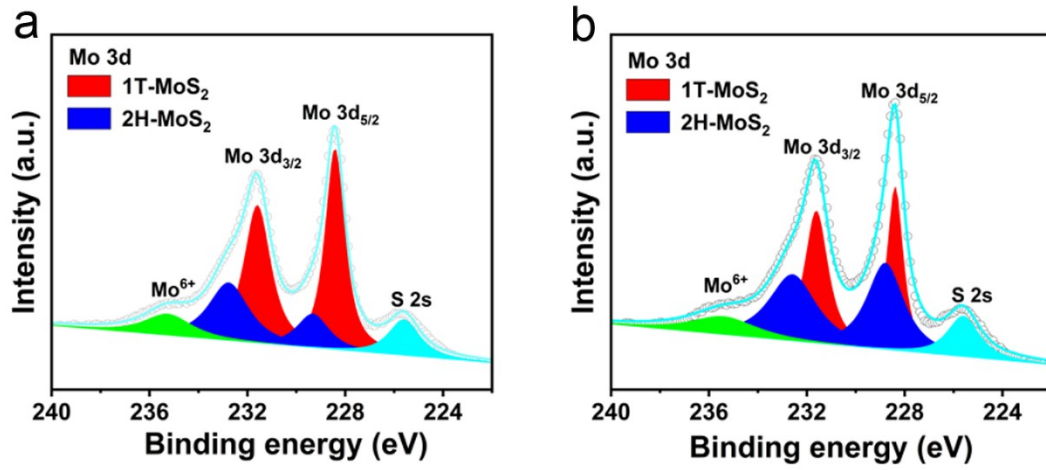 a
Mo 3d
1T-MoS₂
2H-MoS₂
Mo 3d₅/₂
Mo 3d₃/₂
Mo⁶⁺
S 2s
Intensity (a.u.)
240 236 232 228 224
Binding energy (eV)
b
Mo 3d
1T-MoS₂
2H-MoS₂
Mo 3d₅/₂
Mo 3d₃/₂
Mo⁶⁺
S 2s
Intensity (a.u.)
240 236 232 228 224
Binding energy (eV)